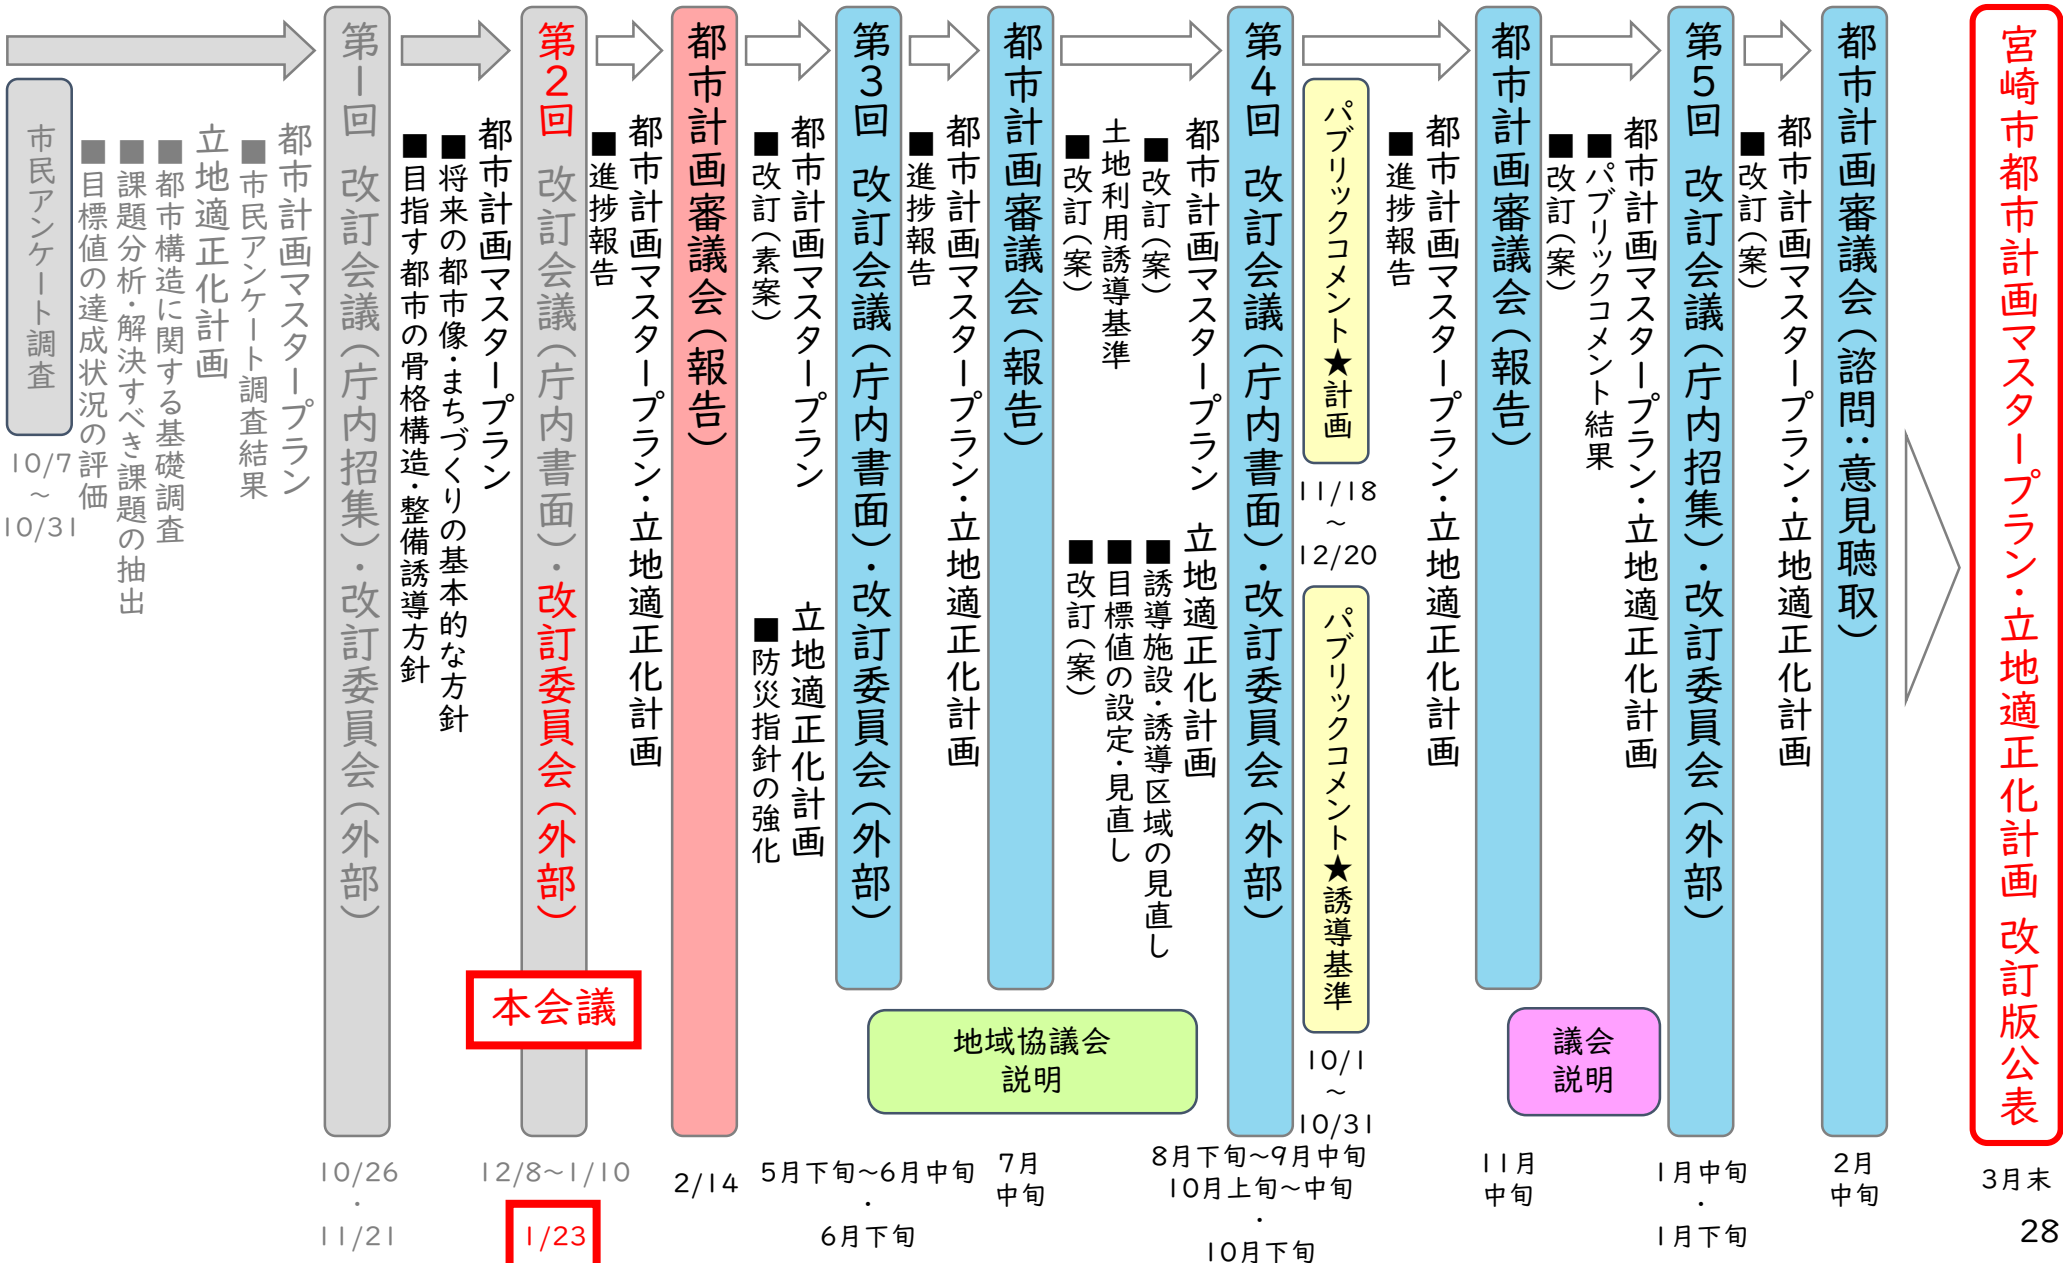 市民アンケート調査
10/7
～
10/31
都市計画マスタープラン
■市民アンケート調査結果
立地適正化計画
■都市構造に関する基礎調査
■課題分析・解決すべき課題の抽出
■目標値の達成状況の評価
第1回 改訂会議（庁内招集）・改訂委員会（外部）
10/26
・
11/21
都市計画マスタープラン
■将来の都市像・まちづくりの基本的な方針
■目指す都市の骨格構造・整備誘導方針
第2回 改訂会議（庁内書面）・改訂委員会（外部）
本会議
12/8～1/10
1/23
都市計画マスタープラン・立地適正化計画
■進捗報告
都市計画審議会（報告）
2/14
都市計画マスタープラン
■改訂（素案）
立地適正化計画
■防災指針の強化
第3回 改訂会議（庁内書面）・改訂委員会（外部）
5月下旬～6月中旬
・
6月下旬
都市計画マスタープラン・立地適正化計画
■進捗報告
都市計画審議会（報告）
7月
中旬
地域協議会
説明
都市計画マスタープラン
■改訂（案）
土地利用誘導基準
■改訂（案）
立地適正化計画
■誘導施設・誘導区域の見直し
■目標値の設定・見直し
■改訂（案）
第4回 改訂会議（庁内書面）・改訂委員会（外部）
8月下旬～9月中旬
10月上旬～中旬
・
10月下旬
パブリックコメント★計画
11/18
～
12/20
パブリックコメント★誘導基準
10/1
～
10/31
都市計画マスタープラン・立地適正化計画
■進捗報告
都市計画審議会（報告）
11月
中旬
議会
説明
都市計画マスタープラン・立地適正化計画
■パブリックコメント結果
■改訂（案）
第5回 改訂会議（庁内招集）・改訂委員会（外部）
1月中旬
・
1月下旬
都市計画マスタープラン・立地適正化計画
■改訂（案）
都市計画審議会（諮問：意見聴取）
2月
中旬
宮崎市都市計画マスタープラン・立地適正化計画 改訂版公表
3月末
28